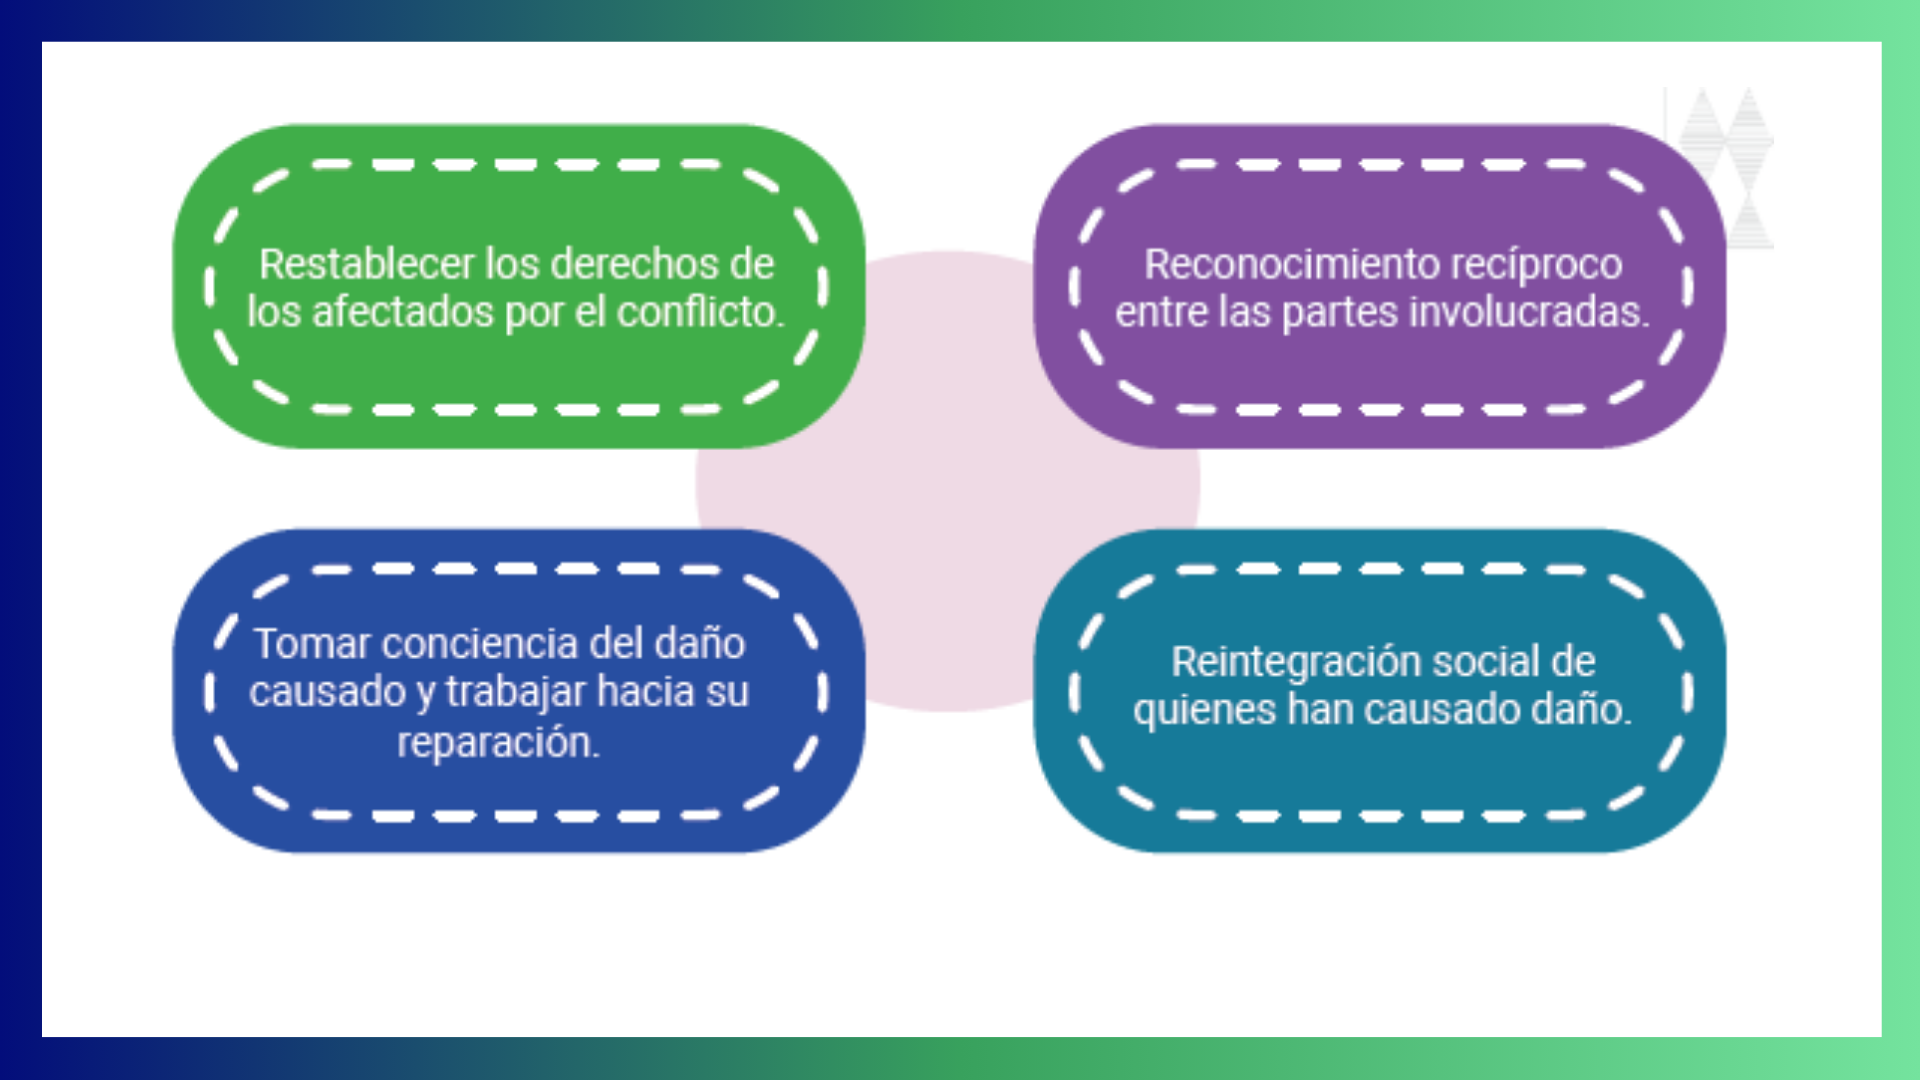 Restablecer los derechos de
los afectados por el conflicto.
Reconocimiento recíproco
entre las partes involucradas.
Tomar conciencia del daño
causado y trabajar hacia su
reparación.
Reintegración social de
quienes han causado daño.